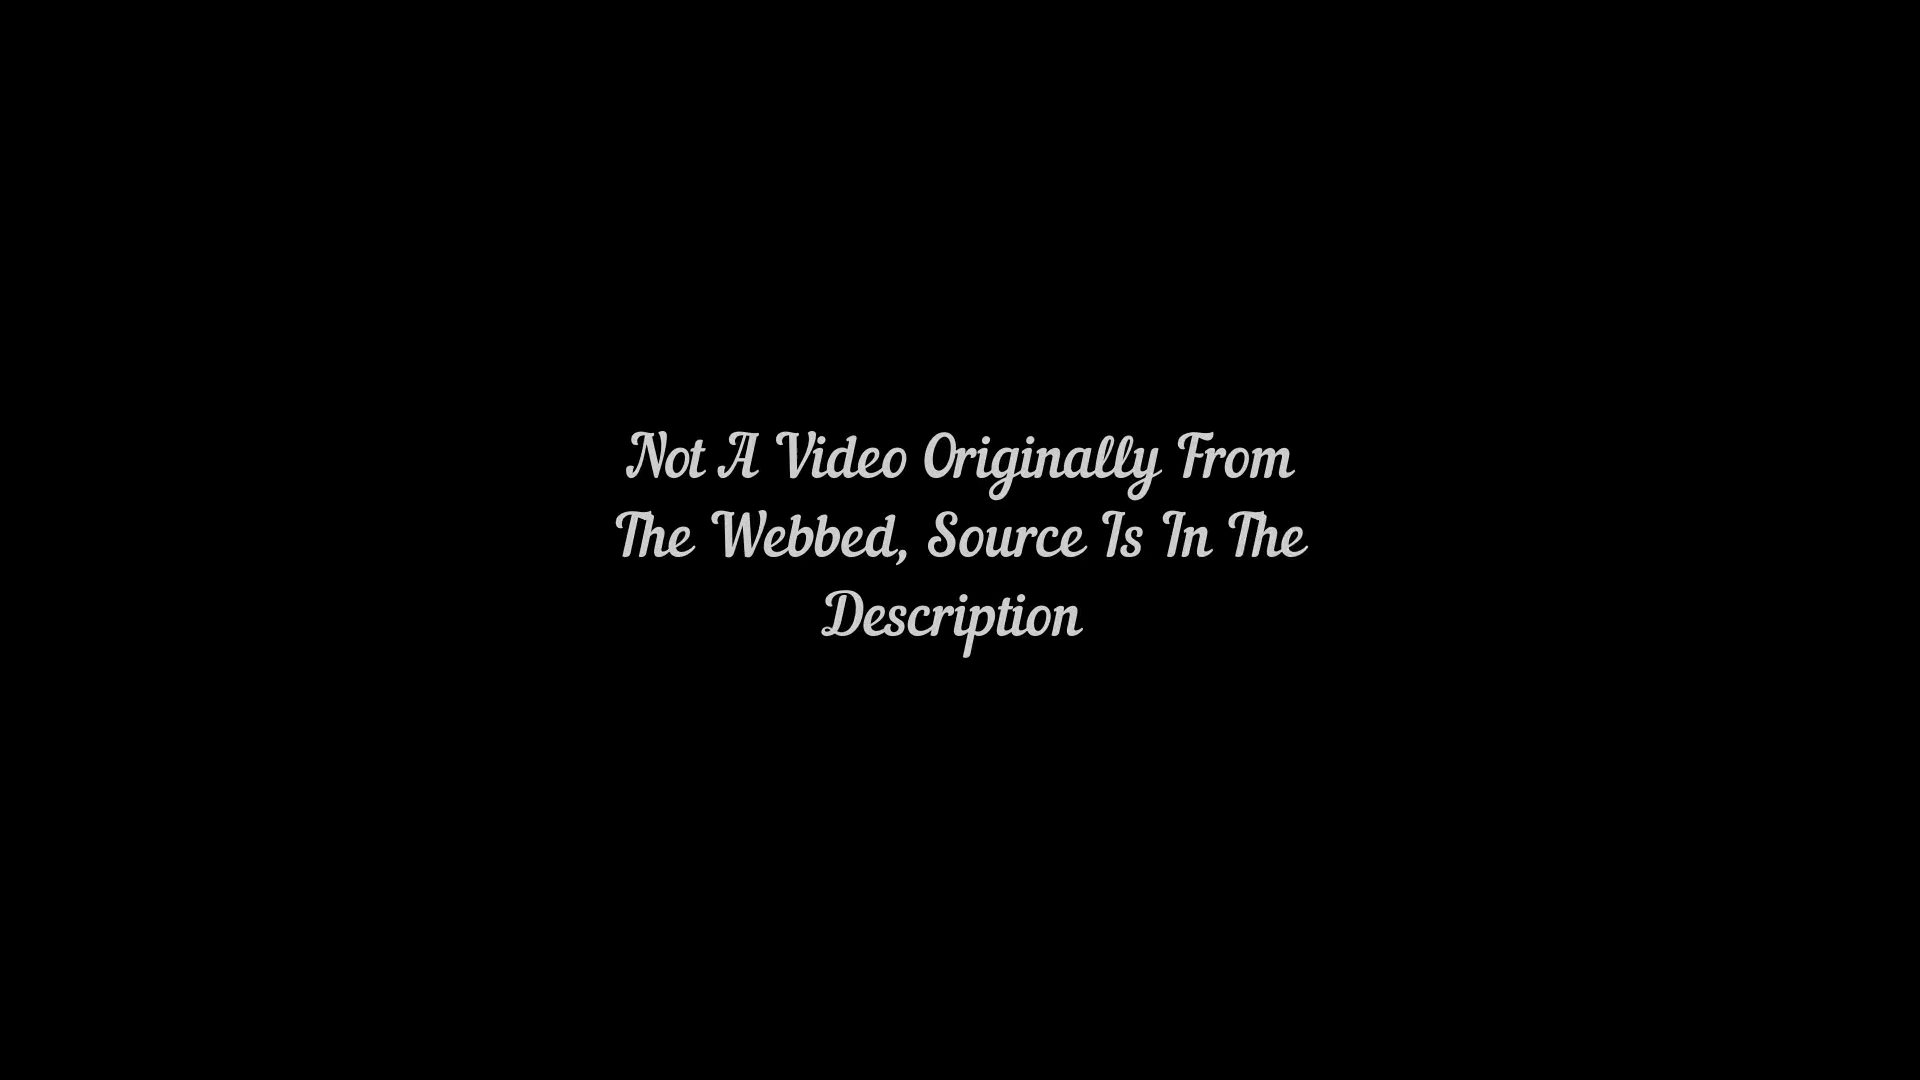 Not A Video Originally From
The Webbed, Source Is In The
Description